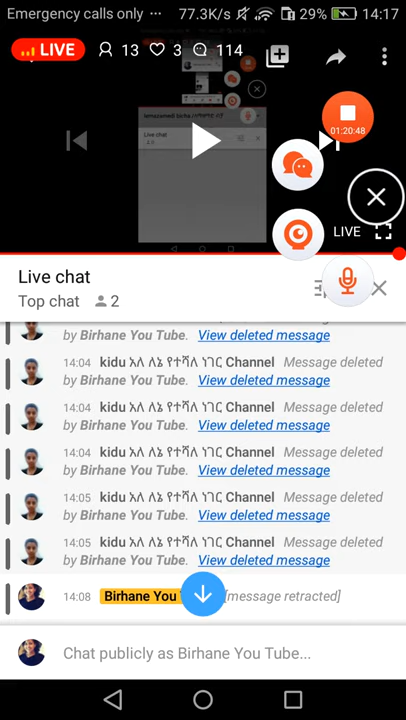 Emergency calls only ··· 77.3K/s 29% 14:17
LIVE 13 3 114
01:20:48
LIVE
Live chat
Top chat 2
by Birhane You Tube. View deleted message
14:04 kidu አለ ለኔ የተሻለ ነገር Channel Message deleted
by Birhane You Tube. View deleted message
14:04 kidu አለ ለኔ የተሻለ ነገር Channel Message deleted
by Birhane You Tube. View deleted message
14:04 kidu አለ ለኔ የተሻለ ነገር Channel Message deleted
by Birhane You Tube. View deleted message
14:05 kidu አለ ለኔ የተሻለ ነገር Channel Message deleted
by Birhane You Tube. View deleted message
14:05 kidu አለ ለኔ የተሻለ ነገር Channel Message deleted
by Birhane You Tube. View deleted message
14:08 Birhane You [message retracted]
Chat publicly as Birhane You Tube...